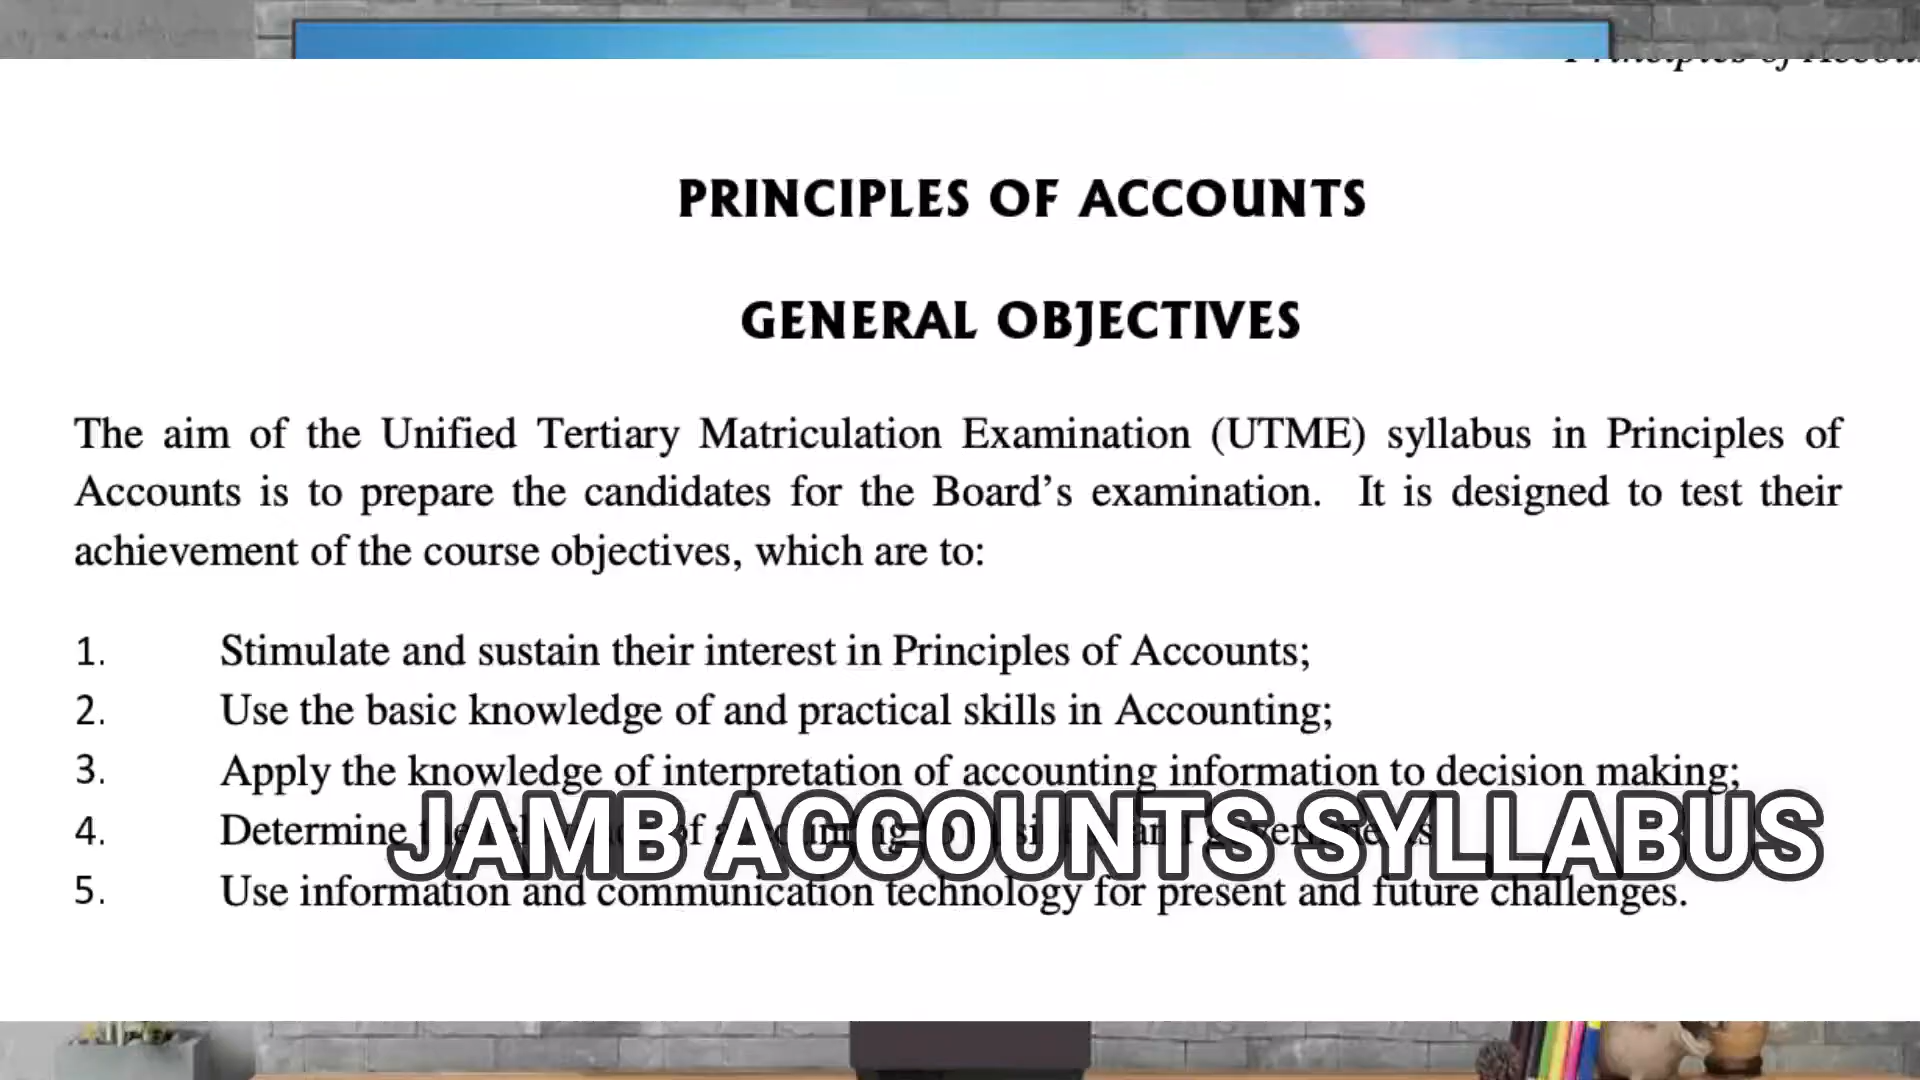 PRINCIPLES OF ACCOUNTS
GENERAL OBJECTIVES
The aim of the Unified Tertiary Matriculation Examination (UTME) syllabus in Principles of
Accounts is to prepare the candidates for the Board’s examination. It is designed to test their
achievement of the course objectives, which are to:
1. Stimulate and sustain their interest in Principles of Accounts;
2. Use the basic knowledge of and practical skills in Accounting;
3. Apply the knowledge of interpretation of accounting information to decision making;
4. Determine
JAMB ACCOUNTS SYLLABUS
5. Use information and communication technology for present and future challenges.